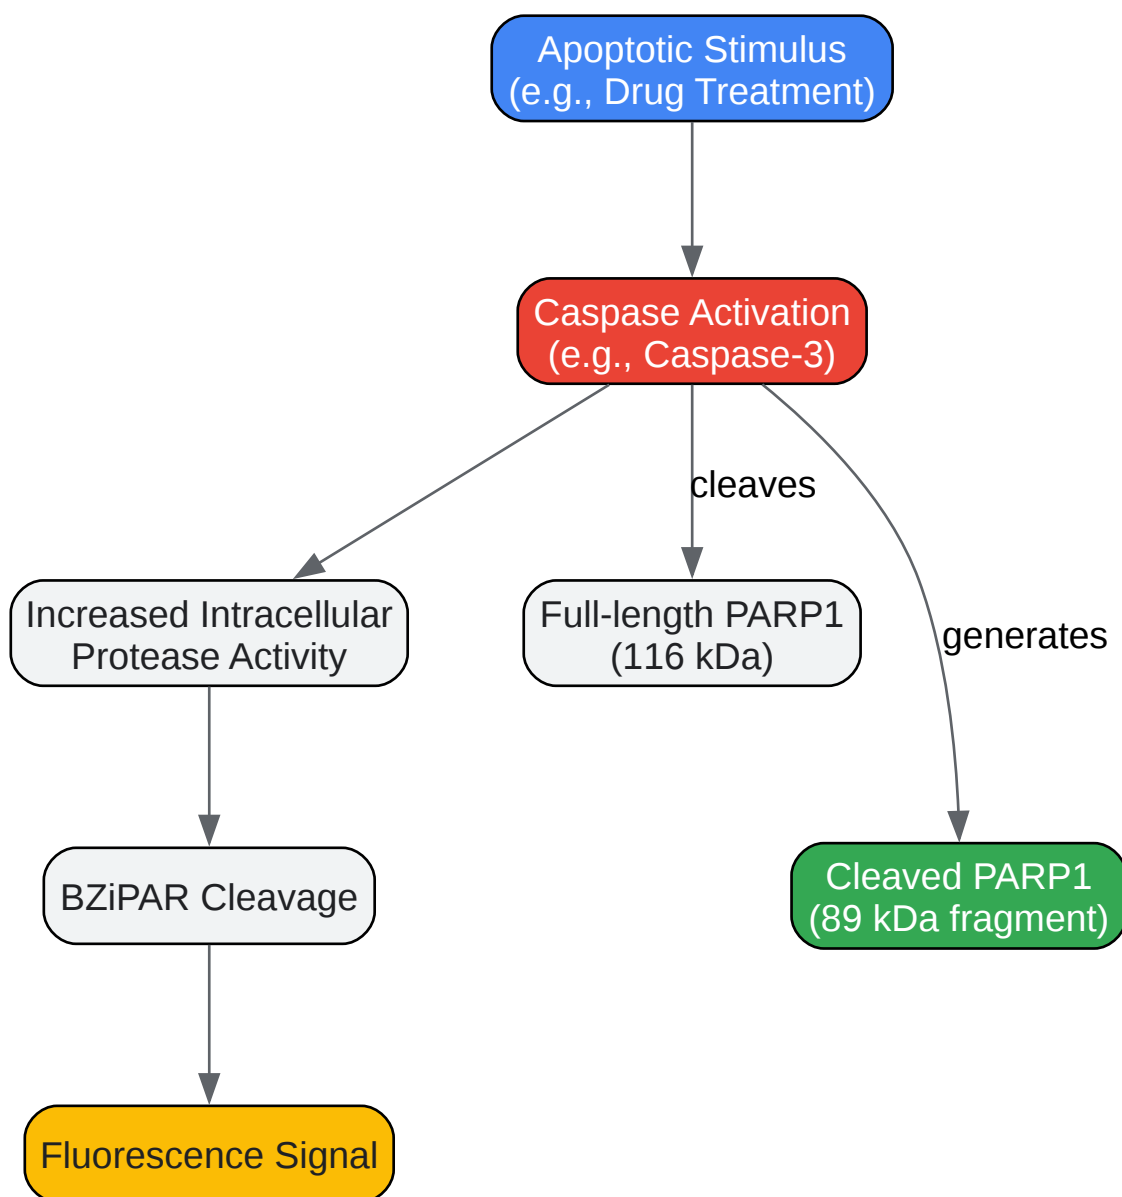 Apoptotic Stimulus
(e.g., Drug Treatment)
Caspase Activation
(e.g., Caspase-3)
cleaves
Increased Intracellular
Protease Activity
Full-length PARP1
(116 kDa)
generates
BZiPAR Cleavage
Cleaved PARP1
(89 kDa fragment)
Fluorescence Signal